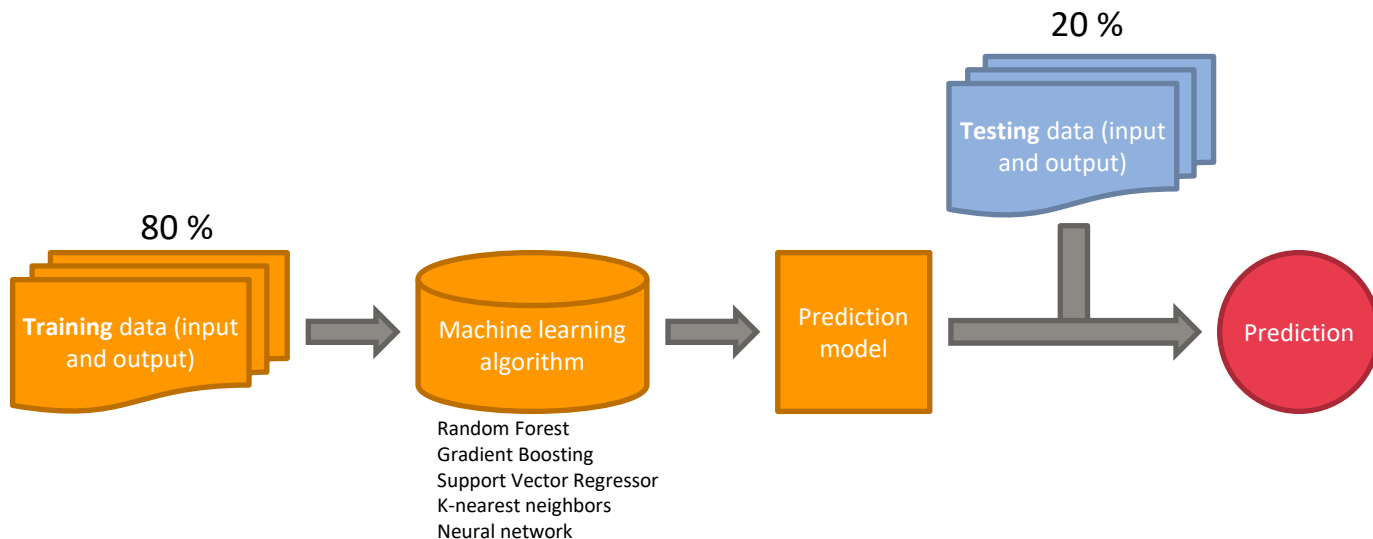 20 %
Testing data (input
and output)
80 %
Training data (input
and output)
Machine learning
algorithm
Prediction
model
Prediction
Random Forest
Gradient Boosting
Support Vector Regressor
K-nearest neighbors
Neural network